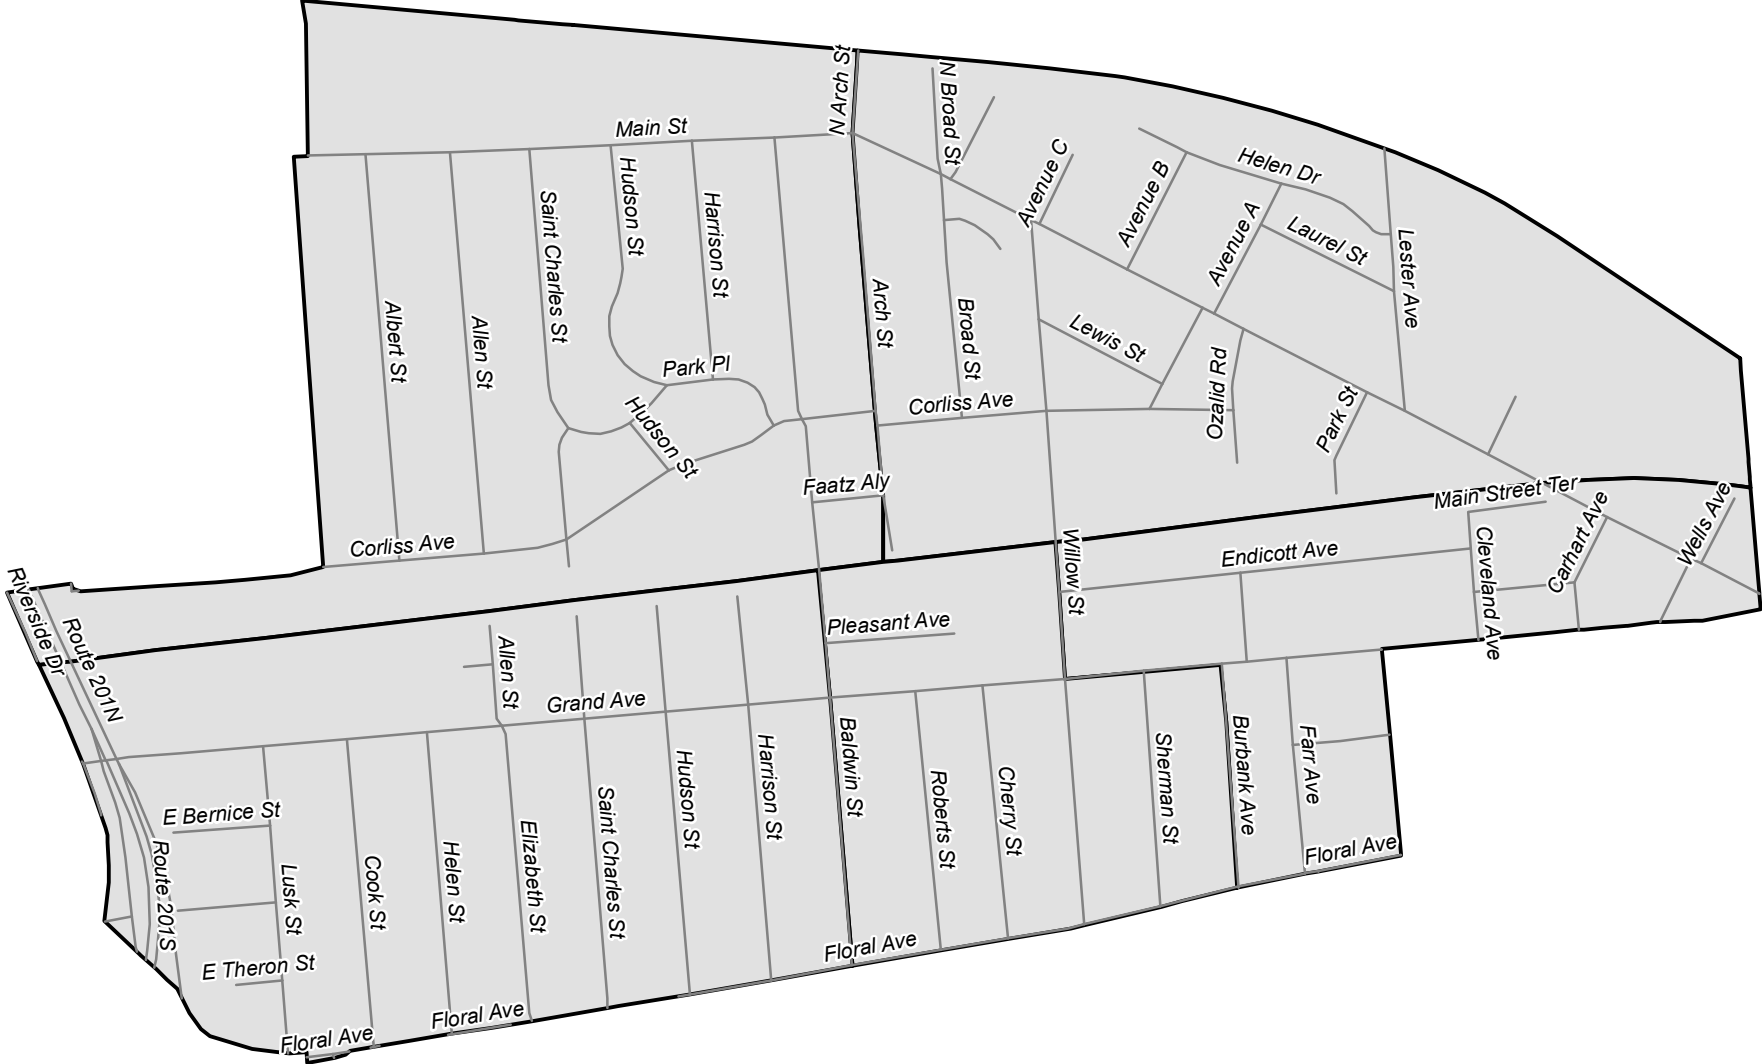 N Arch St
N Broad St
Main St
Avenue C
Avenue B
Helen Dr
Hudson St
Harrison St
Saint Charles St
Avenue A
Laurel St
Lester Ave
Albert St
Allen St
Arch St
Broad St
Lewis St
Park Pl
Ozalid Rd
Corliss Ave
Park St
Hudson St
Faatz Aly
Main Street Ter
Wells Ave
Carhart Ave
Corliss Ave
Willow St
Endicott Ave
Cleveland Ave
Riverside Dr
Route 201N
Pleasant Ave
Allen St
Grand Ave
Baldwin St
Harrison St
Hudson St
Sherman St
Burbank Ave
Farr Ave
Roberts St
Cherry St
Saint Charles St
E Bernice St
Elizabeth St
Helen St
Cook St
Lusk St
Route 201S
Floral Ave
Floral Ave
E Theron St
Floral Ave
Floral Ave